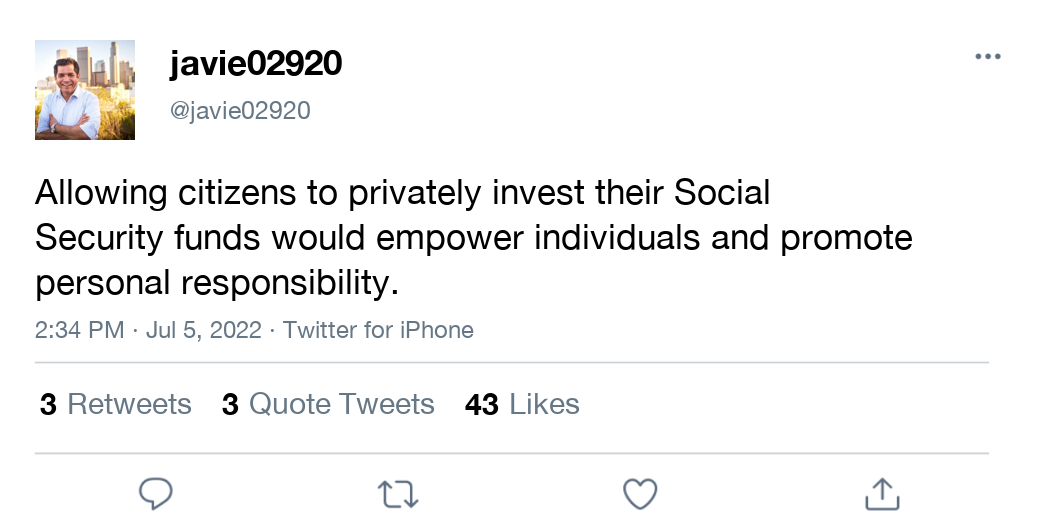 javie02920
@javie02920
Allowing citizens to privately invest their Social
Security funds would empower individuals and promote
personal responsibility.
2:34 PM · Jul 5, 2022 · Twitter for iPhone
3 Retweets 3 Quote Tweets 43 Likes